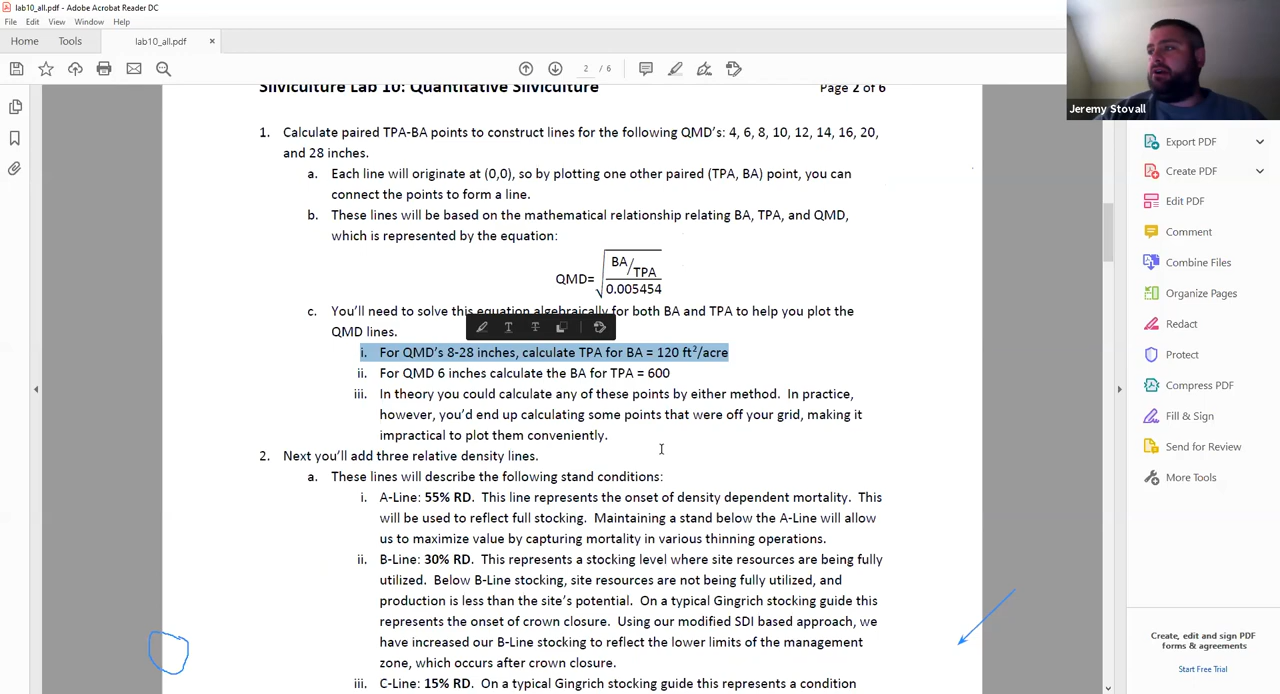 lab10_all.pdf - Adobe Acrobat Reader DC
File Edit View Window Help
Home Tools lab10_all.pdf ×
2 / 6
Jeremy Stovall
Silviculture Lab 10: Quantitative Silviculture Page 2 of 6
1. Calculate paired TPA-BA points to construct lines for the following QMD's: 4, 6, 8, 10, 12, 14, 16, 20,
and 28 inches.
a. Each line will originate at (0,0), so by plotting one other paired (TPA, BA) point, you can
connect the points to form a line.
b. These lines will be based on the mathematical relationship relating BA, TPA, and QMD,
which is represented by the equation:
QMD=√((BA/TPA)/0.005454)
c. You'll need to solve this equation algebraically for both BA and TPA to help you plot the
QMD lines.
i. For QMD's 8-28 inches, calculate TPA for BA = 120 ft²/acre
ii. For QMD 6 inches calculate the BA for TPA = 600
iii. In theory you could calculate any of these points by either method. In practice,
however, you'd end up calculating some points that were off your grid, making it
impractical to plot them conveniently.
2. Next you'll add three relative density lines.
a. These lines will describe the following stand conditions:
i. A-Line: 55% RD. This line represents the onset of density dependent mortality. This
will be used to reflect full stocking. Maintaining a stand below the A-Line will allow
us to maximize value by capturing mortality in various thinning operations.
ii. B-Line: 30% RD. This represents a stocking level where site resources are being fully
utilized. Below B-Line stocking, site resources are not being fully utilized, and
production is less than the site's potential. On a typical Gingrich stocking guide this
represents the onset of crown closure. Using our modified SDI based approach, we
have increased our B-Line stocking to reflect the lower limits of the management
zone, which occurs after crown closure.
iii. C-Line: 15% RD. On a typical Gingrich stocking guide this represents a condition
Export PDF
Create PDF
Edit PDF
Comment
Combine Files
Organize Pages
Redact
Protect
Compress PDF
Fill & Sign
Send for Review
More Tools
Create, edit and sign PDF
forms & agreements
Start Free Trial